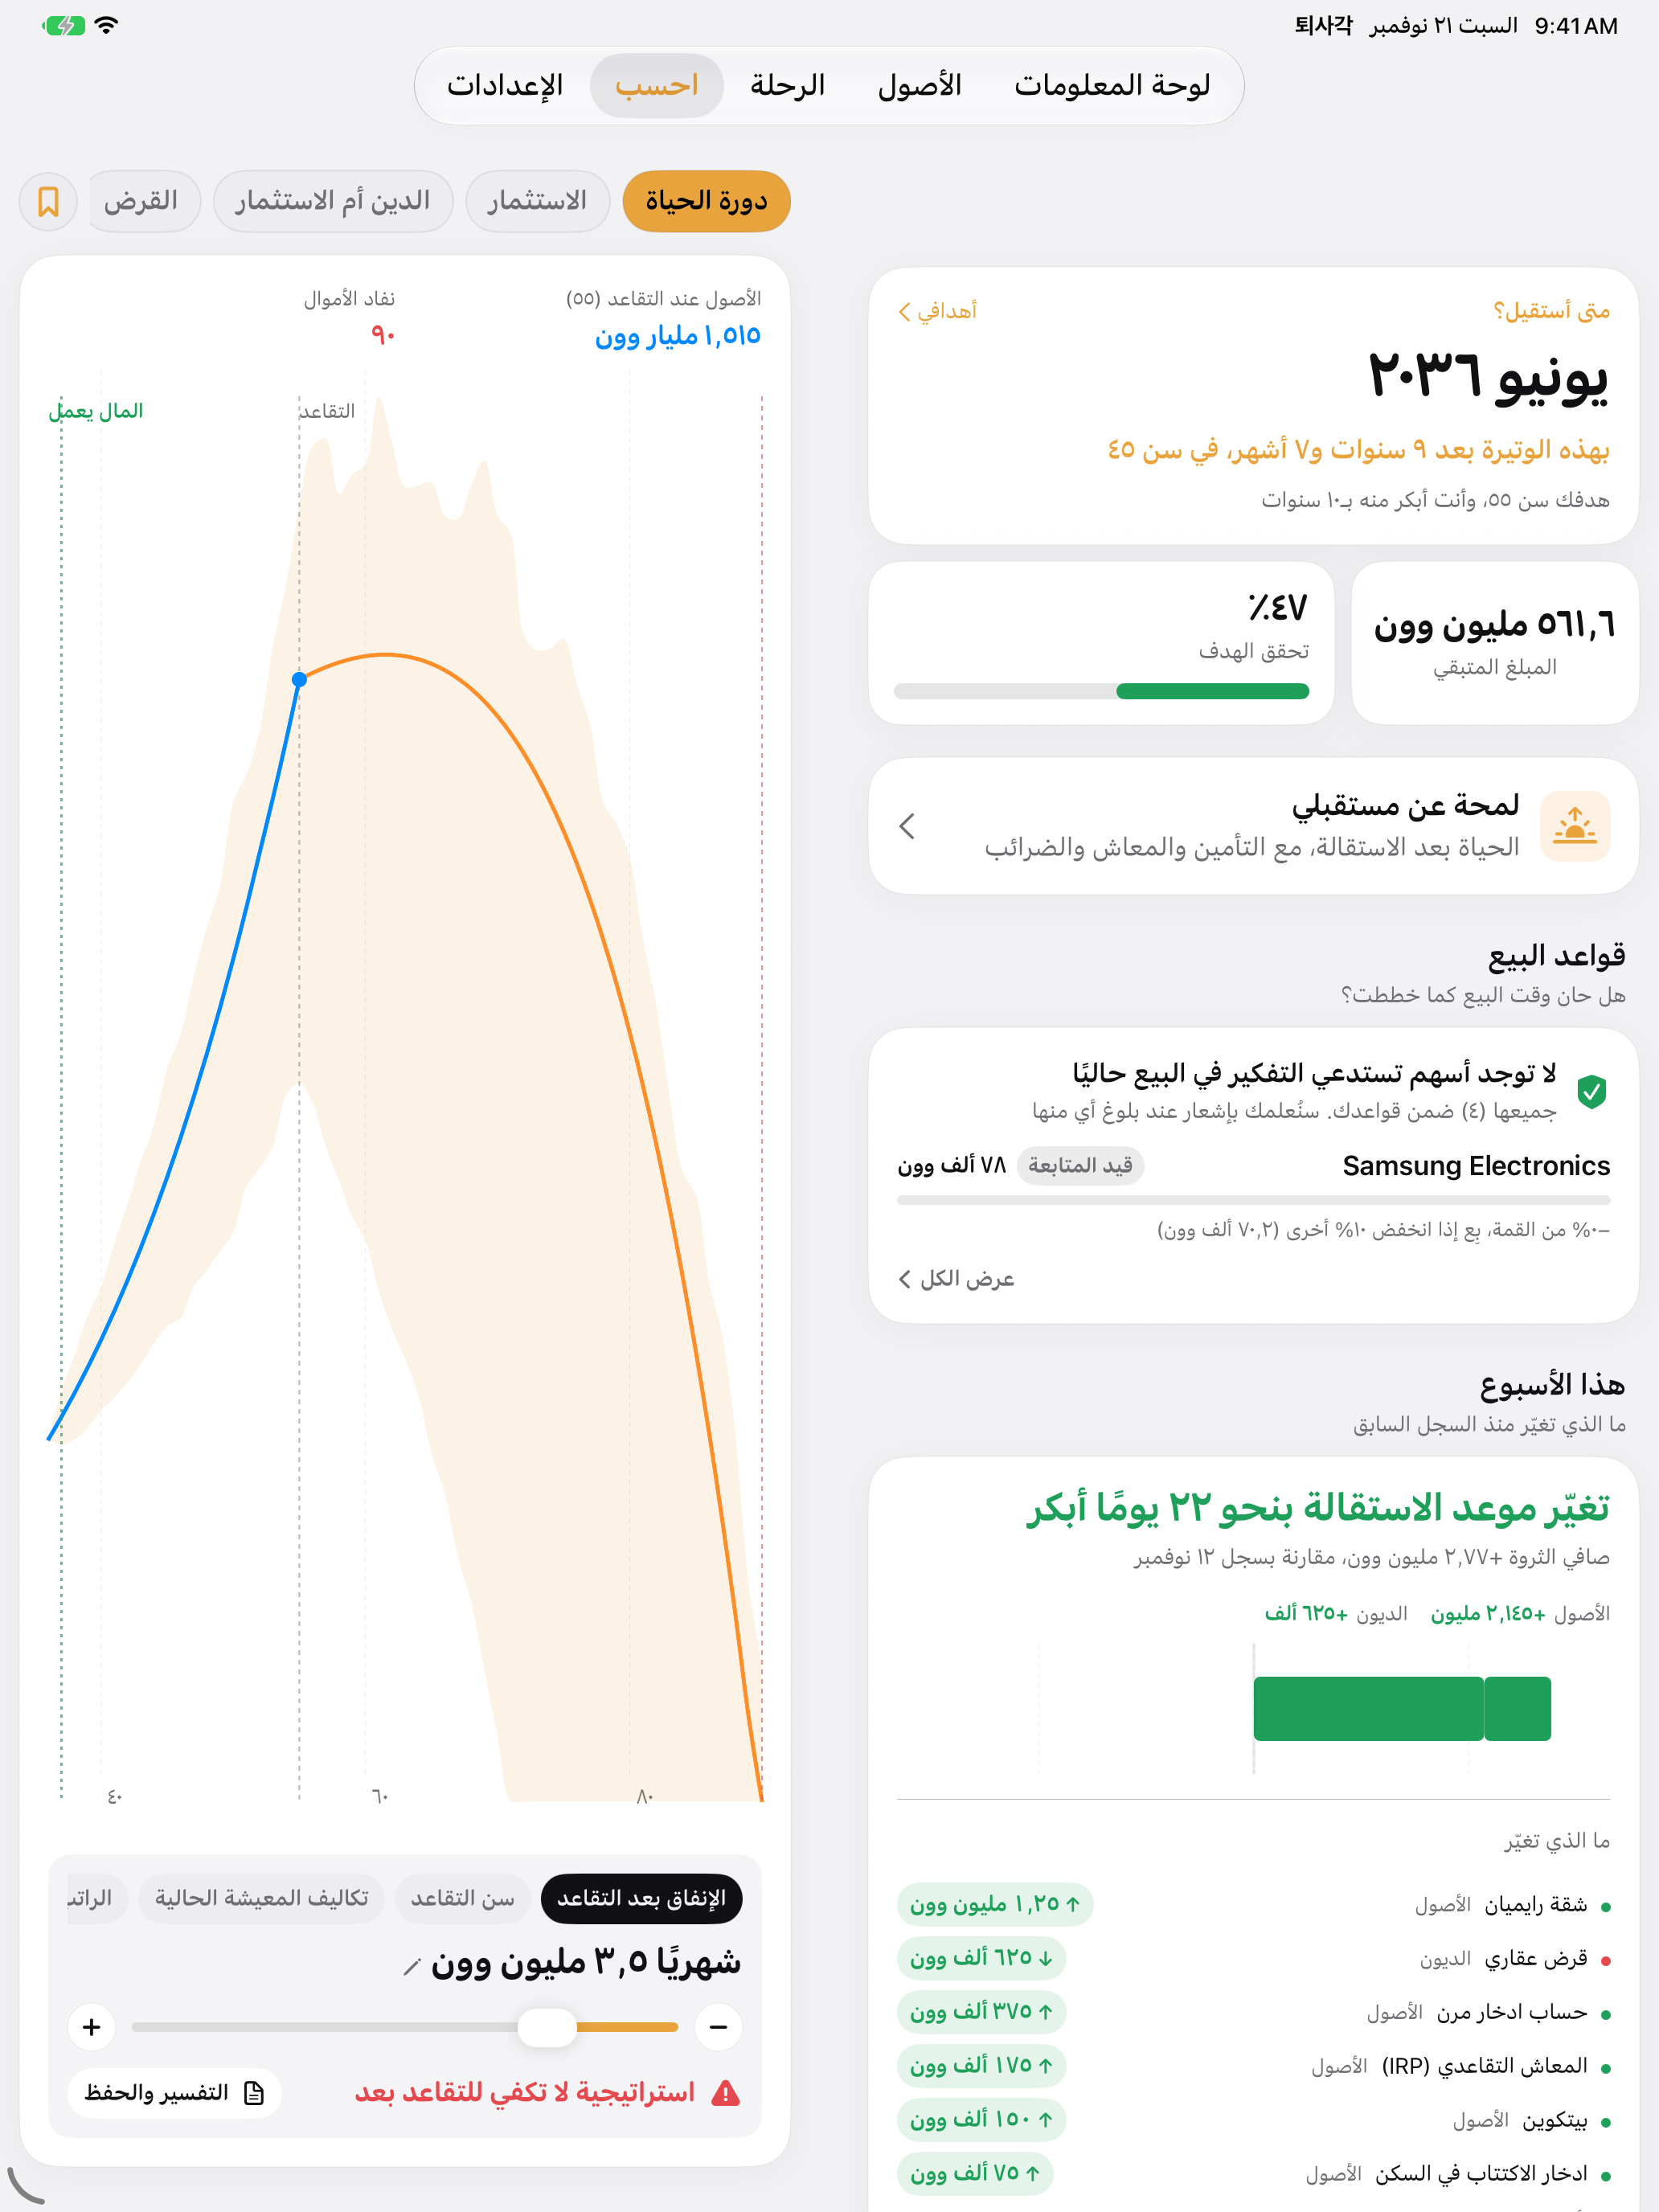 9:41 AM السبت ٢١ نوفمبر 퇴사각
لوحة المعلومات الأصول الرحلة احسب الإعدادات
متى أستقيل؟ أهدافي
يونيو ٢٠٣٦
بهذه الوتيرة بعد ٩ سنوات و٧ أشهر، في سن ٤٥
هدفك سن ٥٥، وأنت أبكر منه بـ١٠ سنوات
٥٦١,٦ مليون وون
المبلغ المتبقي
٤٧٪
تحقق الهدف
لمحة عن مستقبلي
الحياة بعد الاستقالة، مع التأمين والمعاش والضرائب
قواعد البيع
هل حان وقت البيع كما خططت؟
لا توجد أسهم تستدعي التفكير في البيع حاليًا
جميعها (٤) ضمن قواعدك. سنُعلمك بإشعار عند بلوغ أي منها
Samsung Electronics قيد المتابعة ٧٨ ألف وون
−٠% من القمة، بِع إذا انخفض ١٠% أخرى (٧٠,٢ ألف وون)
عرض الكل
هذا الأسبوع
ما الذي تغيّر منذ السجل السابق
تغيّر موعد الاستقالة بنحو ٢٢ يومًا أبكر
صافي الثروة +٢,٧٧ مليون وون، مقارنة بسجل ١٢ نوفمبر
الأصول +٢,١٤٥ مليون الديون +٦٢٥ ألف
ما الذي تغيّر
شقة رايميان الأصول ↑ ١,٢٥ مليون وون
قرض عقاري الديون ↓ ٦٢٥ ألف وون
حساب ادخار مرن الأصول ↑ ٣٧٥ ألف وون
المعاش التقاعدي (IRP) الأصول ↑ ١٧٥ ألف وون
بيتكوين الأصول ↑ ١٥٠ ألف وون
ادخار الاكتتاب في السكن الأصول ↑ ٧٥ ألف وون
دورة الحياة الاستثمار الدين أم الاستثمار القرض
الأصول عند التقاعد (٥٥) نفاد الأموال
١,٥١٥ مليار وون ٩٠
التقاعد المال يعمل
٤٠ ٦٠ ٨٠
الإنفاق بعد التقاعد سن التقاعد تكاليف المعيشة الحالية
شهريًا ٣,٥ مليون وون
− +
استراتيجية لا تكفي للتقاعد بعد التفسير والحفظ